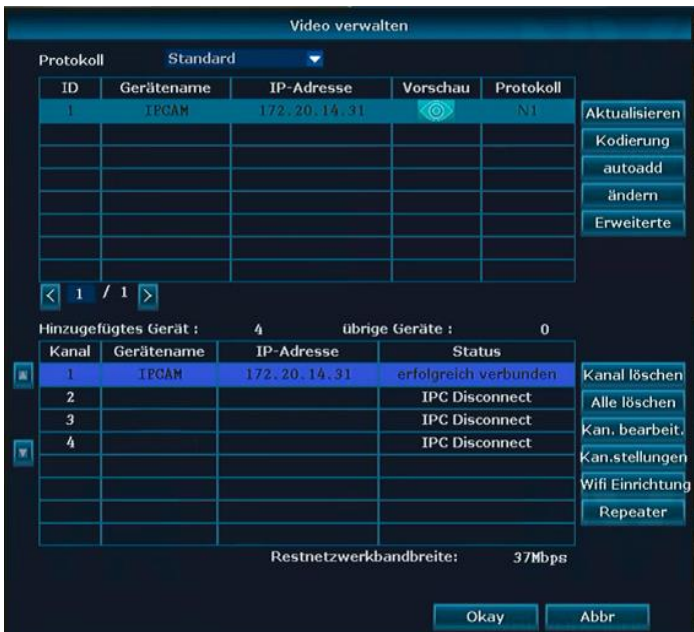 Video verwalten
Protokoll Standard
ID Gerätename IP-Adresse Vorschau Protokoll
1 IPCAM 172.20.14.31 N1
Aktualisieren
Kodierung
autoadd
ändern
Erweiterte
< 1 / 1 >
Hinzugefügtes Gerät : 4 übrige Geräte : 0
Kanal Gerätename IP-Adresse Status
1 IPCAM 172.20.14.31 erfolgreich verbunden
2 IPC Disconnect
3 IPC Disconnect
4 IPC Disconnect
Kanal löschen
Alle löschen
Kan. bearbeit.
Kan.stellungen
Wifi Einrichtung
Repeater
Restnetzwerkbandbreite: 37Mbps
Okay Abbr